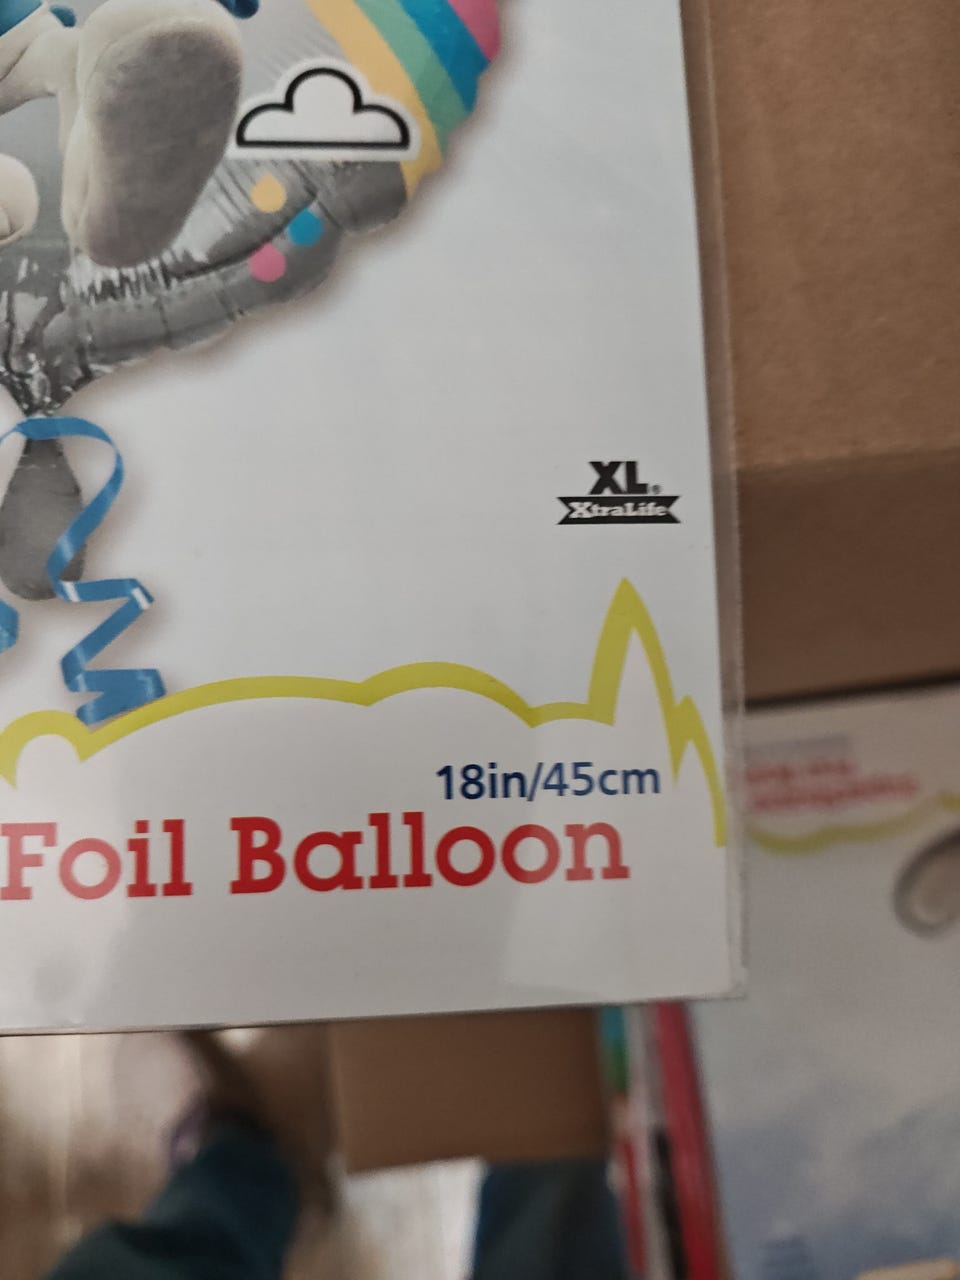 XL®
XtraLife
18in/45cm
Foil Balloon